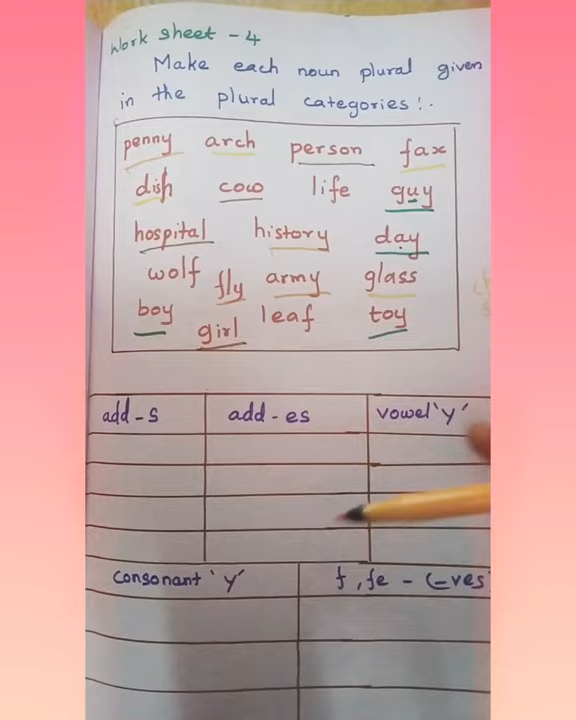 Work sheet - 4
Make each noun plural given
in the plural categories!.
penny arch person fax
dish cow life guy
hospital history day
wolf fly army glass
boy girl leaf toy
add-s add-es vowel 'y'
consonant 'y' f, fe - (-ves